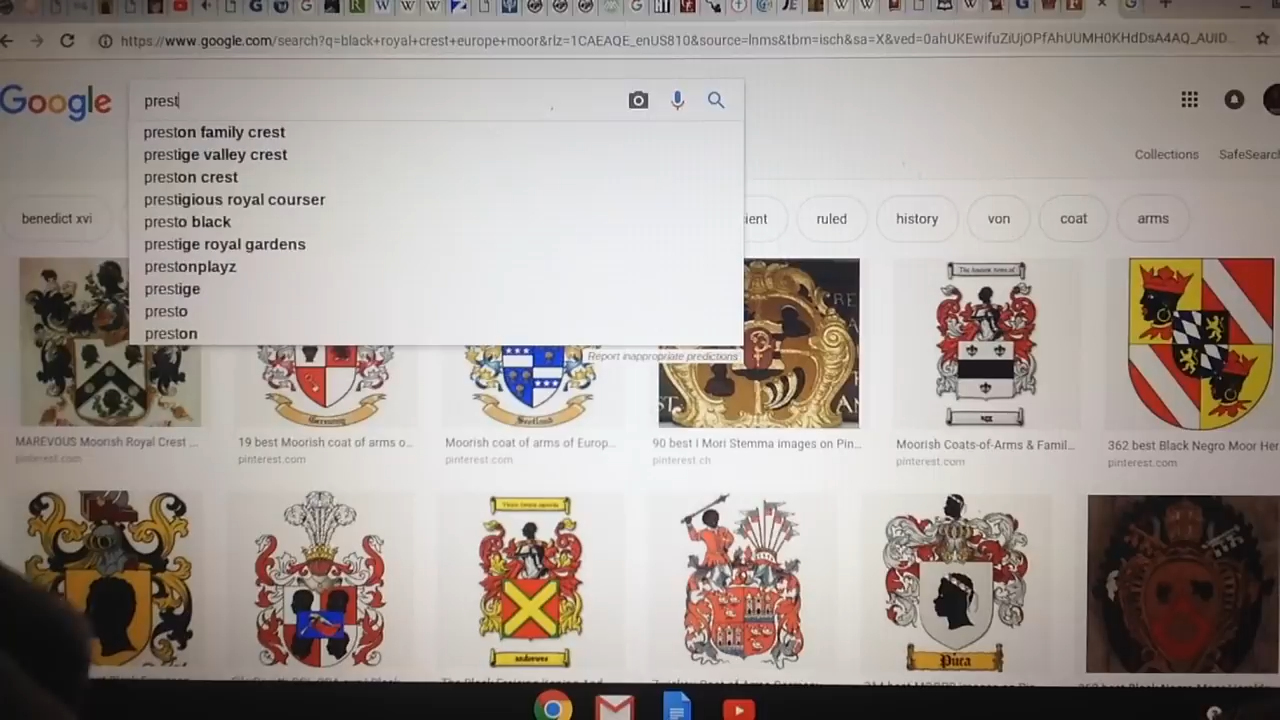 https://www.google.com/search?q=black+royal+crest+europe+moor&rlz=1CAEAQE_enUS810&source=lnms&tbm=isch&sa=X&ved=0ahUKEwifuZiUjOPfAhUUMH0KHdDsA4AQ_AUID...
Google
prest
preston family crest
prestige valley crest
preston crest
prestigious royal courser
presto black
prestige royal gardens
prestonplayz
prestige
presto
preston
Report inappropriate predictions
Collections SafeSearch
benedict xvi
ient ruled history von coat arms
Germany
Scotland
MAREVOUS Moorish Royal Crest ...
pinterest.com
19 best Moorish coat of arms o...
pinterest.com
Moorish coat of arms of Europ...
pinterest.com
90 best I Mori Stemma images on Pin...
pinterest.ch
Moorish Coats-of-Arms & Famil...
pinterest.com
362 best Black Negro Moor Her
pinterest.com
andrewes
Puca